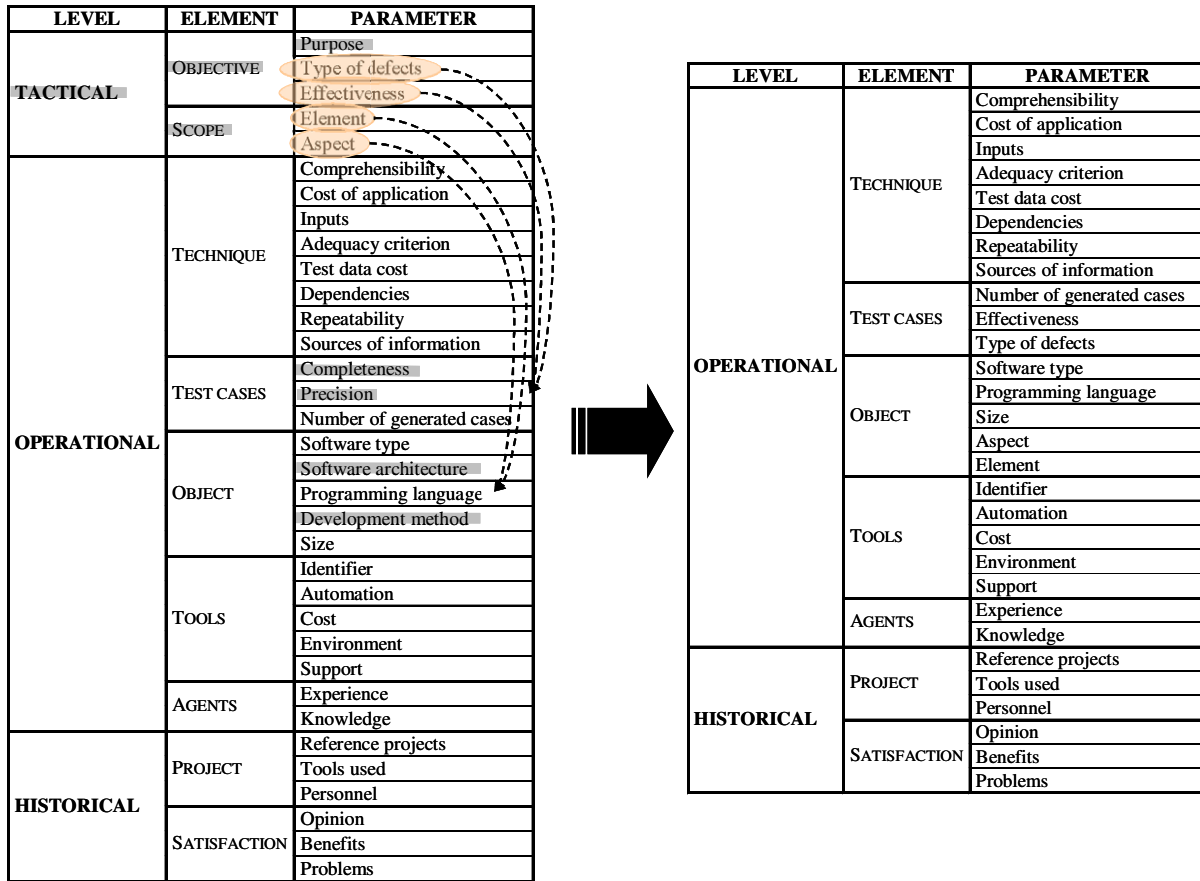 LEVEL ELEMENT PARAMETER
TACTICAL
OBJECTIVE
Purpose
Type of defects
Effectiveness
SCOPE
Element
Aspect
OPERATIONAL
TECHNIQUE
Comprehensibility
Cost of application
Inputs
Adequacy criterion
Test data cost
Dependencies
Repeatability
Sources of information
TEST CASES
Completeness
Precision
Number of generated cases
OBJECT
Software type
Software architecture
Programming language
Development method
Size
TOOLS
Identifier
Automation
Cost
Environment
Support
AGENTS
Experience
Knowledge
HISTORICAL
PROJECT
Reference projects
Tools used
Personnel
SATISFACTION
Opinion
Benefits
Problems
LEVEL ELEMENT PARAMETER
OPERATIONAL
TECHNIQUE
Comprehensibility
Cost of application
Inputs
Adequacy criterion
Test data cost
Dependencies
Repeatability
Sources of information
TEST CASES
Number of generated cases
Effectiveness
Type of defects
OBJECT
Software type
Programming language
Size
Aspect
Element
TOOLS
Identifier
Automation
Cost
Environment
Support
AGENTS
Experience
Knowledge
HISTORICAL
PROJECT
Reference projects
Tools used
Personnel
SATISFACTION
Opinion
Benefits
Problems